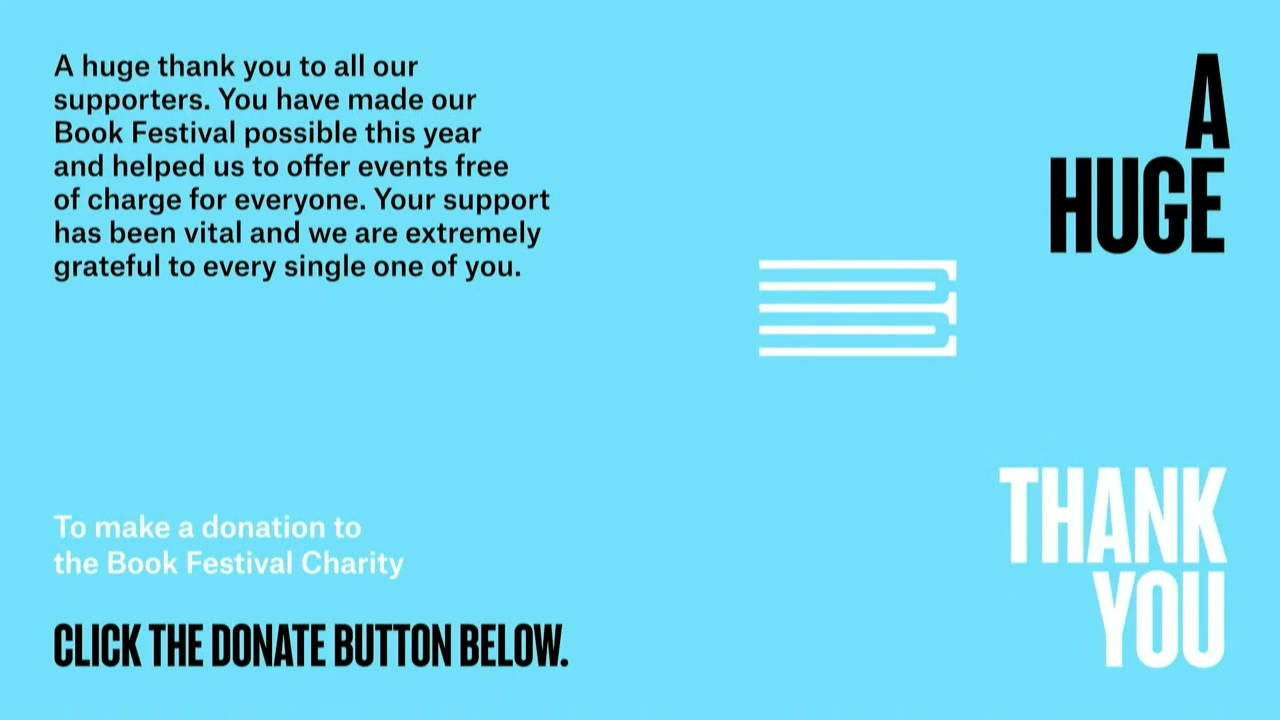 A huge thank you to all our
supporters. You have made our
Book Festival possible this year
and helped us to offer events free
of charge for everyone. Your support
has been vital and we are extremely
grateful to every single one of you.
To make a donation to
the Book Festival Charity
CLICK THE DONATE BUTTON BELOW.
A
HUGE
THANK
YOU